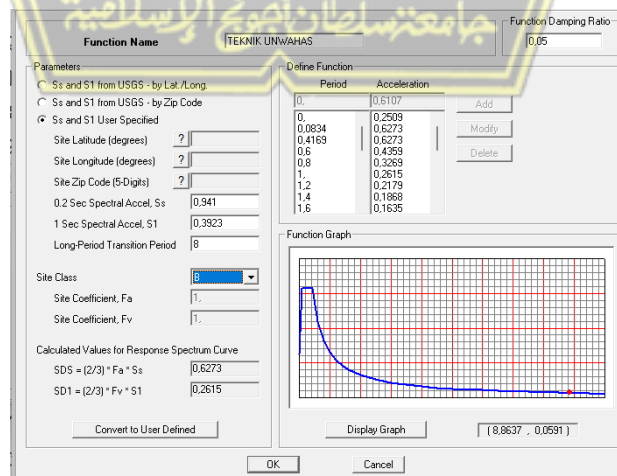 جامعة سلطان أجونج الإسلامية
Function Damping Ratio
Function Name
TEKNIK UNWAHAS
0,05
Parameters
Ss and S1 from USGS - by Lat./Long.
Ss and S1 from USGS - by Zip Code
Ss and S1 User Specified
Site Latitude (degrees) ?
Site Longitude (degrees) ?
Site Zip Code (5-Digits) ?
0.2 Sec Spectral Accel, Ss 0,941
1 Sec Spectral Accel, S1 0,3923
Long-Period Transition Period 8
Site Class B
Site Coefficient, Fa 1,
Site Coefficient, Fv 1,
Calculated Values for Response Spectrum Curve
SDS = (2/3) * Fa * Ss 0,6273
SD1 = (2/3) * Fv * S1 0,2615
Convert to User Defined
Define Function
Period Acceleration
0, 0,6107
0, 0,2509
0,0834 0,6273
0,4169 0,6273
0,6 0,4359
0,8 0,3269
1, 0,2615
1,2 0,2179
1,4 0,1868
1,6 0,1635
Add
Modify
Delete
Function Graph
Display Graph
(8,8637 , 0,0591)
OK
Cancel